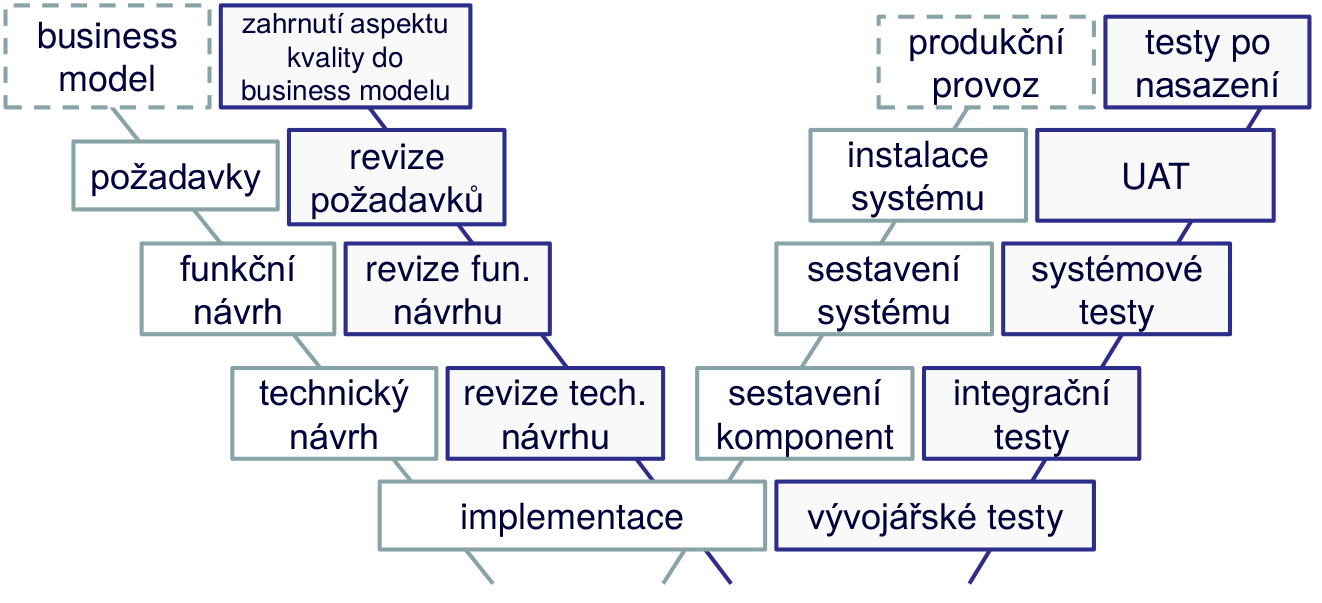 business
model
zahrnutí aspektu
kvality do
business modelu
produkční
provoz
testy po
nasazení
požadavky
revize
požadavků
instalace
systému
UAT
funkční
návrh
revize fun.
návrhu
sestavení
systému
systémové
testy
technický
návrh
revize tech.
návrhu
sestavení
komponent
integrační
testy
implementace
vývojářské testy